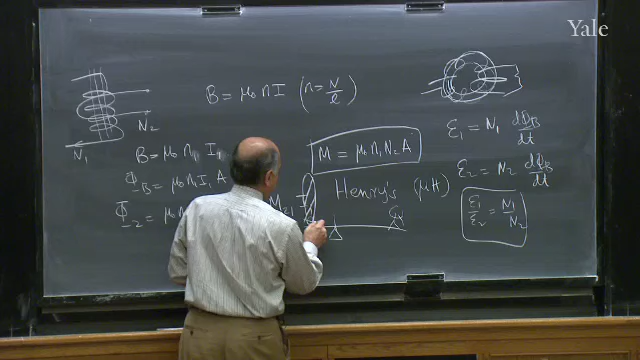 Yale
N₁
N₂
B = μ₀ n I (n = N/l)
B = μ₀ n₁ I₁
Φ_B = μ₀ n₁ I₁ A
Φ₂ = μ₀ M₂₁ I
M = μ₀ n₁ N₂ A
Henry's (μH)
ε₁ = N₁ dΦ_B/dt
ε₂ = N₂ dΦ_B/dt
ε₁/ε₂ = N₁/N₂